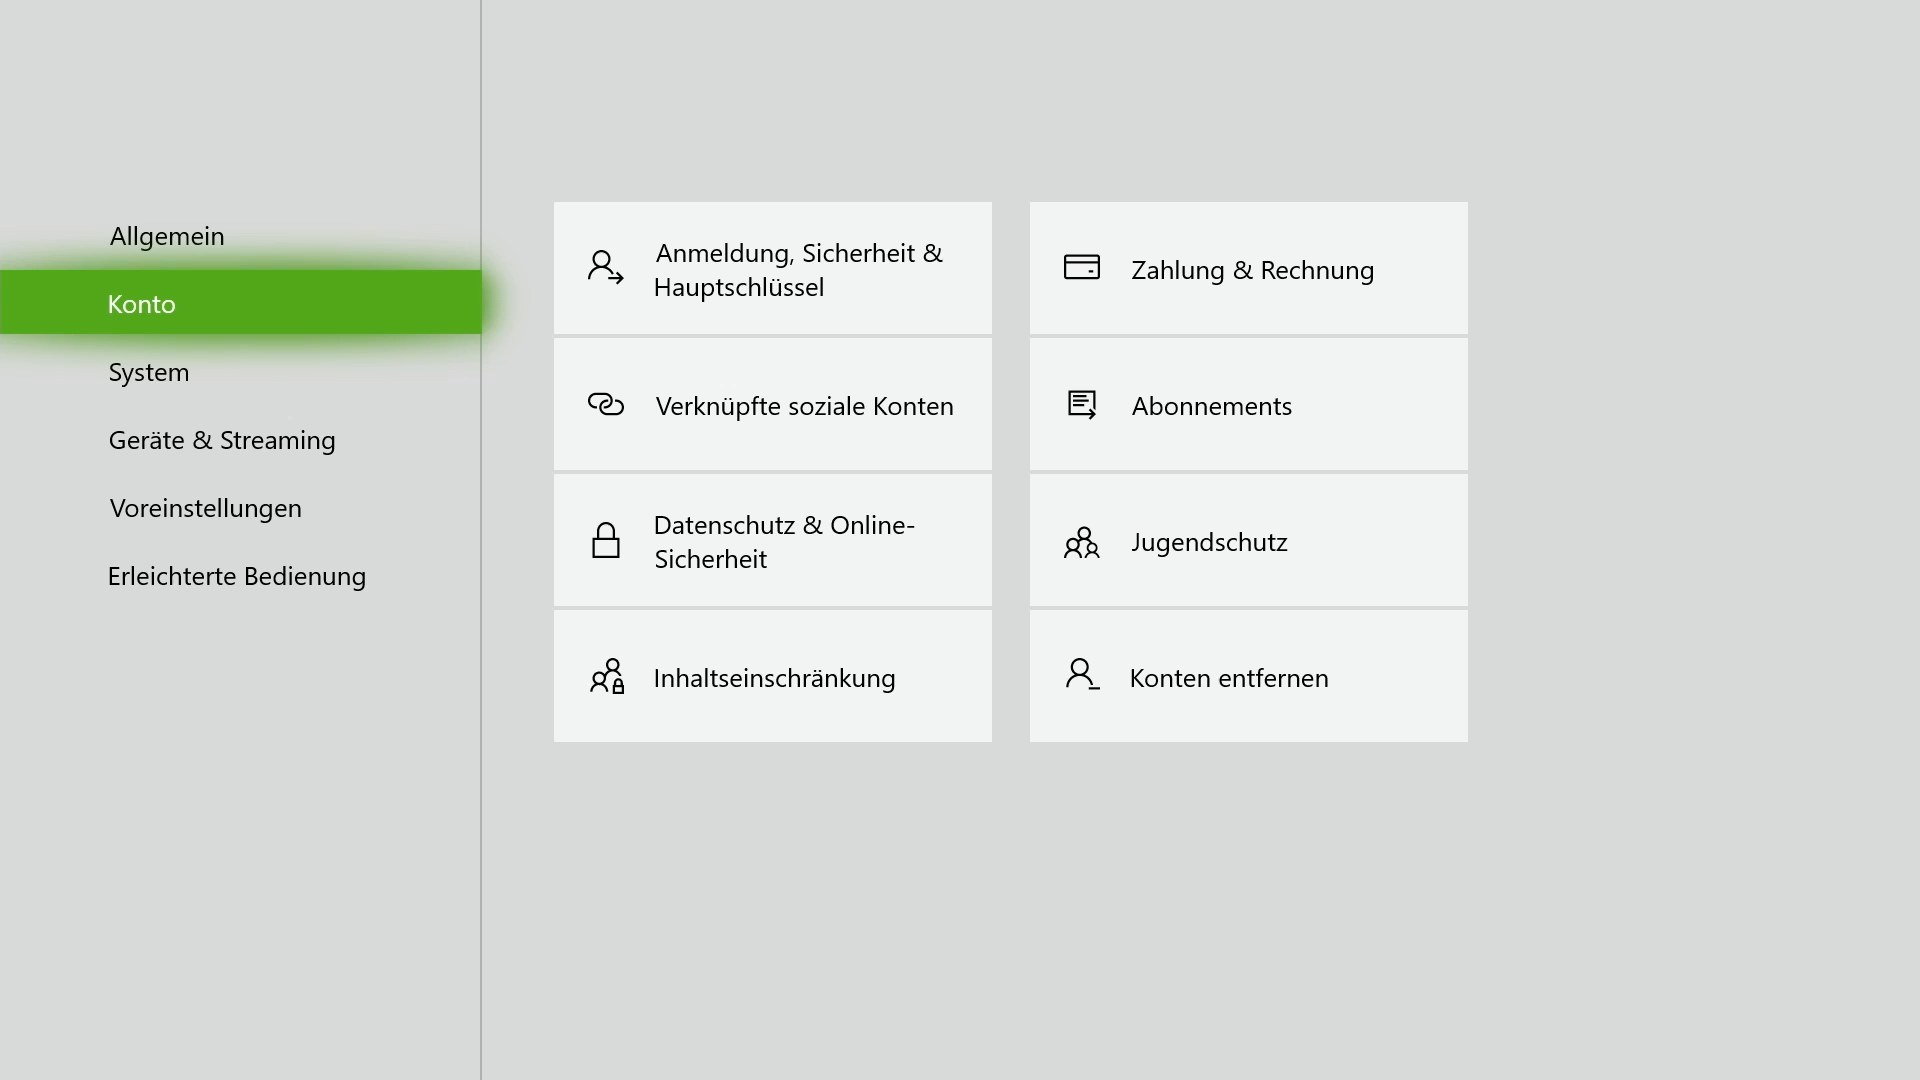 Allgemein
Konto
System
Geräte & Streaming
Voreinstellungen
Erleichterte Bedienung
Anmeldung, Sicherheit &
Hauptschlüssel
Verknüpfte soziale Konten
Datenschutz & Online-
Sicherheit
Inhaltseinschränkung
Zahlung & Rechnung
Abonnements
Jugendschutz
Konten entfernen